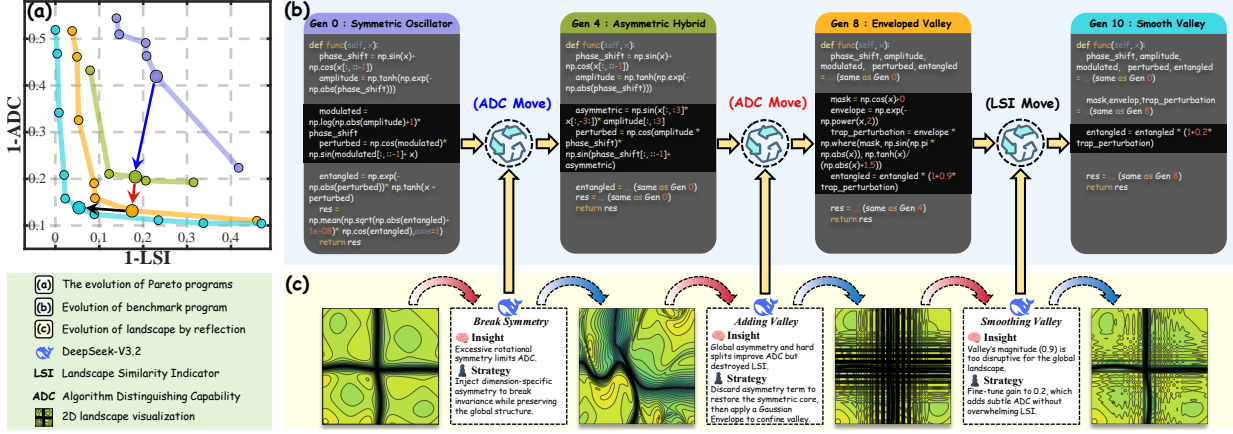 (a)
1-ADC
0.5
0.4
0.3
0.2
0.1
0
0.1
0.2
0.3
0.4
1-LSI
(a) The evolution of Pareto programs
(b) Evolution of benchmark program
(c) Evolution of landscape by reflection
DeepSeek-V3.2
LSI Landscape Similarity Indicator
ADC Algorithm Distinguishing Capability
2D landscape visualization
(b)
Gen 0 : Symmetric Oscillator
def func(self, x):
phase_shift = np.sin(x)+
np.cos(x[:, ::-1])
amplitude = np.tanh(np.exp(-
np.abs(phase_shift)))
modulated =
np.log(np.abs(amplitude)+1)*
phase_shift
perturbed = np.cos(modulated)*
np.sin(modulated[:, ::-1]+ x)
entangled = np.exp(-
np.abs(perturbed))* np.tanh(x +
perturbed)
res =
np.mean(np.sqrt(np.abs(entangled)+
1e-08)* np.cos(entangled),axis=1)
return res
(ADC Move)
Gen 4 : Asymmetric Hybrid
def func(self, x):
phase_shift = np.sin(x)+
np.cos(x[:, ::-1])
amplitude = np.tanh(np.exp(-
np.abs(phase_shift)))
asymmetric = np.sin(x[:, :3]*
x[:,-3:])* amplitude[:, :3]
perturbed = np.cos(amplitude *
phase_shift)*
np.sin(phase_shift[:, ::-1]+
asymmetric)
entangled = ... (same as Gen 0)
res = ... (same as Gen 0)
return res
(ADC Move)
Gen 8 : Enveloped Valley
def func(self, x):
phase_shift, amplitude,
modulated, perturbed, entangled
= ... (same as Gen 0)
mask = np.cos(x)>0
envelope = np.exp(-
np.power(x,2))
trap_perturbation = envelope *
np.where(mask, np.sin(np.pi *
np.abs(x)), np.tanh(x)/
(np.abs(x)+1.5))
entangled = entangled * (1+0.9*
trap_perturbation)
res = ... (same as Gen 4)
return res
(LSI Move)
Gen 10 : Smooth Valley
def func(self, x):
phase_shift, amplitude,
modulated, perturbed, entangled
= ... (same as Gen 0)
mask,envelop,trap_perturbation
= ... (same as Gen 8)
entangled = entangled * (1+0.2*
trap_perturbation)
res = ... (same as Gen 8)
return res
(c)
Break Symmetry
Insight
Excessive rotational
symmetry limits ADC.
Strategy
Inject dimension-specific
asymmetry to break
invariance while preserving
the global structure.
Adding Valley
Insight
Global asymmetry and hard
splits improve ADC but
destroyed LSI.
Strategy
Discard asymmetry term to
restore the symmetric core,
then apply a Gaussian
Envelope to confine valley.
Smoothing Valley
Insight
Valley's magnitude (0.9) is
too disruptive for the global
landscape.
Strategy
Fine-tune gain to 0.2, which
adds subtle ADC without
overwhelming LSI.